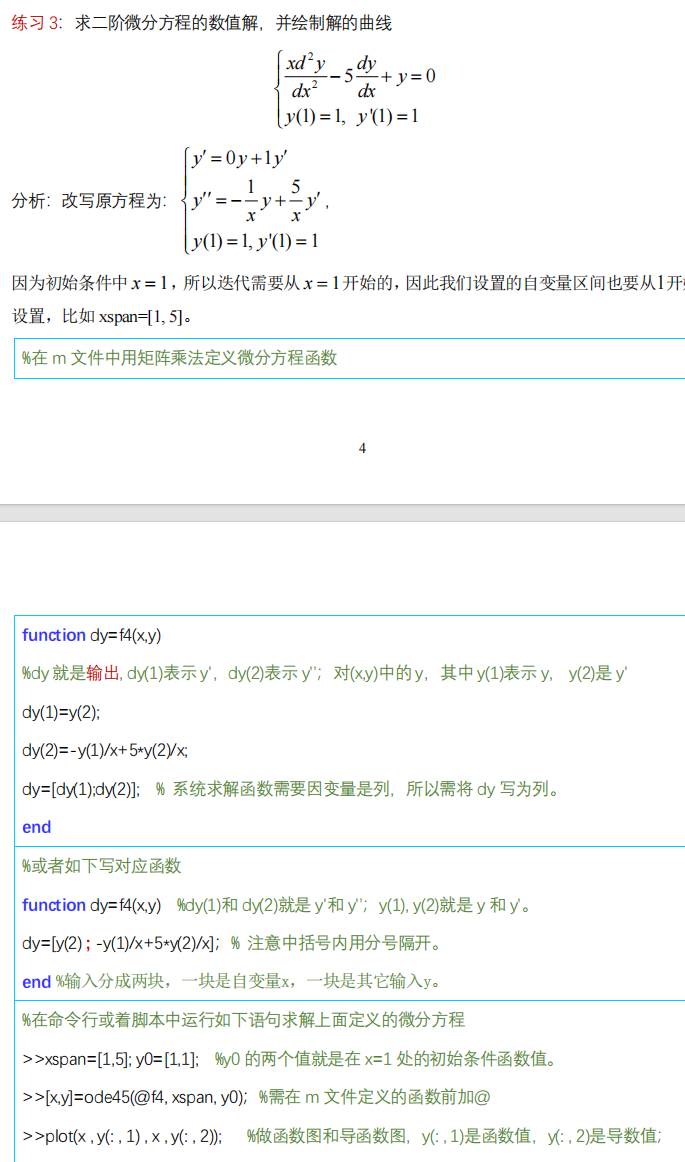 练习 3：求二阶微分方程的数值解，并绘制解的曲线
{ xd²y/dx² − 5 dy/dx + y = 0
y(1) = 1, y'(1) = 1
分析：改写原方程为：{ y′ = 0y + 1y′
y″ = − 1/x y + 5/x y′ ,
y(1) = 1, y'(1) = 1
因为初始条件中 x = 1，所以迭代需要从 x = 1 开始的，因此我们设置的自变量区间也要从1开
设置，比如 xspan=[1, 5]。
%在 m 文件中用矩阵乘法定义微分方程函数
4
function dy=f4(x,y)
%dy 就是输出, dy(1)表示 y'，dy(2)表示 y''；对(x,y)中的 y，其中 y(1)表示 y， y(2)是 y'
dy(1)=y(2);
dy(2)=-y(1)/x+5*y(2)/x;
dy=[dy(1);dy(2)]; % 系统求解函数需要因变量是列，所以需将 dy 写为列。
end
%或者如下写对应函数
function dy=f4(x,y) %dy(1)和 dy(2)就是 y'和 y''；y(1), y(2)就是 y 和 y'。
dy=[y(2) ; -y(1)/x+5*y(2)/x]; % 注意中括号内用分号隔开。
end %输入分成两块，一块是自变量x，一块是其它输入y。
%在命令行或着脚本中运行如下语句求解上面定义的微分方程
>>xspan=[1,5]; y0=[1,1]; %y0 的两个值就是在 x=1 处的初始条件函数值。
>>[x,y]=ode45(@f4, xspan, y0); %需在 m 文件定义的函数前加@
>>plot(x , y(: , 1) , x , y(: , 2)); %做函数图和导函数图，y(: , 1)是函数值，y(: , 2)是导数值;